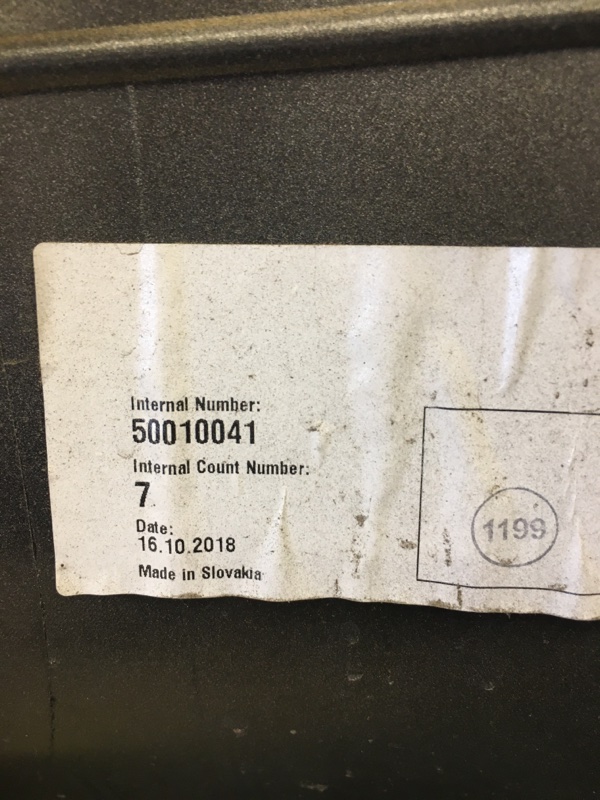 Internal Number:
50010041
Internal Count Number:
7
Date:
16.10.2018
Made in Slovakia
1199